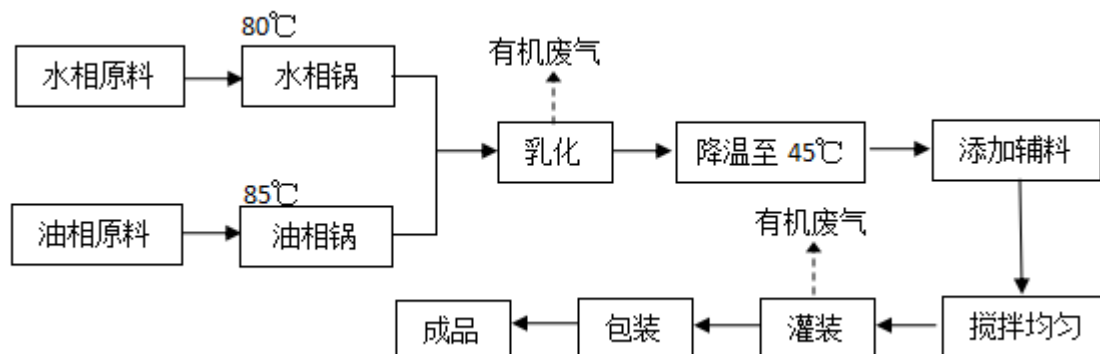 80℃
有机废气
水相原料
水相锅
乳化
降温至 45℃
添加辅料
85℃
油相原料
油相锅
有机废气
成品
包装
灌装
搅拌均匀